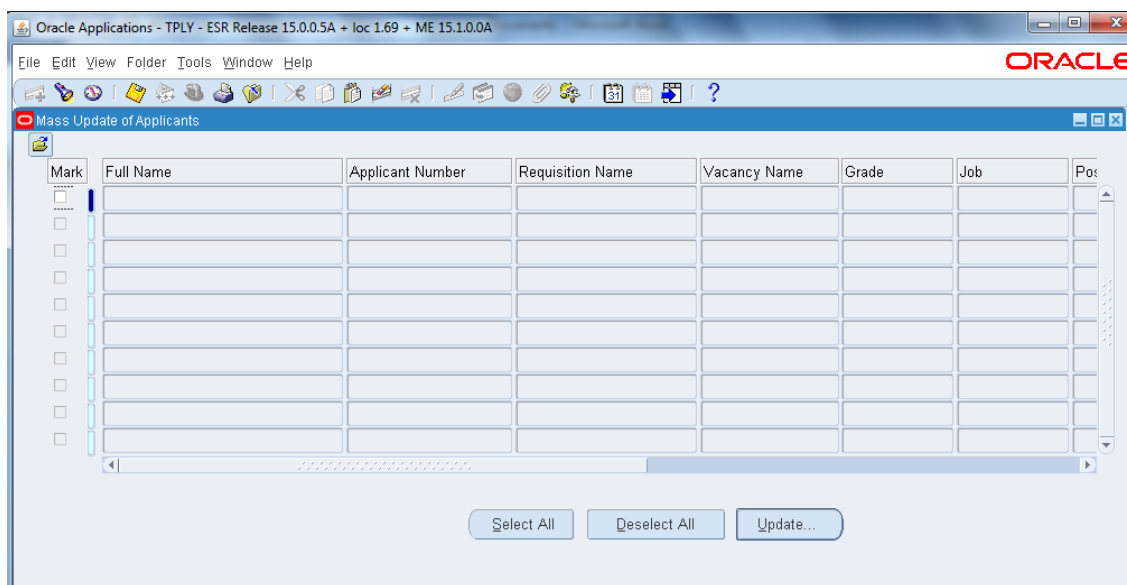 Oracle Applications - TPLY - ESR Release 15.0.0.5A + loc 1.69 + ME 15.1.0.0A
File Edit View Folder Tools Window Help
ORACLE
31
?
Mass Update of Applicants
Mark Full Name Applicant Number Requisition Name Vacancy Name Grade Job Pos
Select All Deselect All Update...